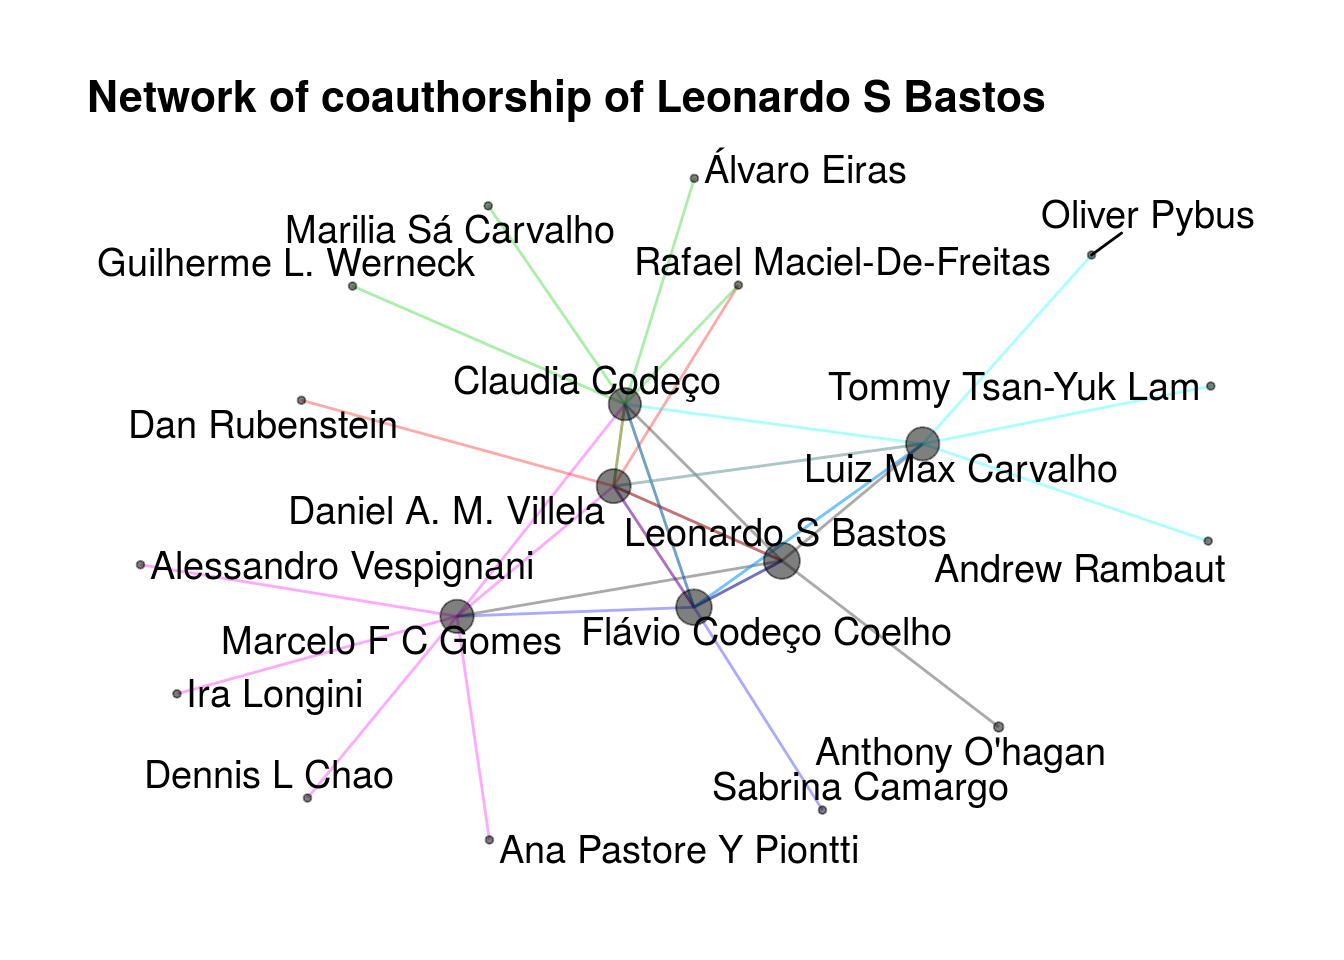 Network of coauthorship of Leonardo S Bastos
Álvaro Eiras
Oliver Pybus
Marilia Sá Carvalho
Guilherme L. Werneck
Rafael Maciel-De-Freitas
Claudia Codeço
Tommy Tsan-Yuk Lam
Dan Rubenstein
Luiz Max Carvalho
Daniel A. M. Villela
Leonardo S Bastos
Alessandro Vespignani
Andrew Rambaut
Marcelo F C Gomes
Flávio Codeço Coelho
Ira Longini
Anthony O'hagan
Dennis L Chao
Sabrina Camargo
Ana Pastore Y Piontti